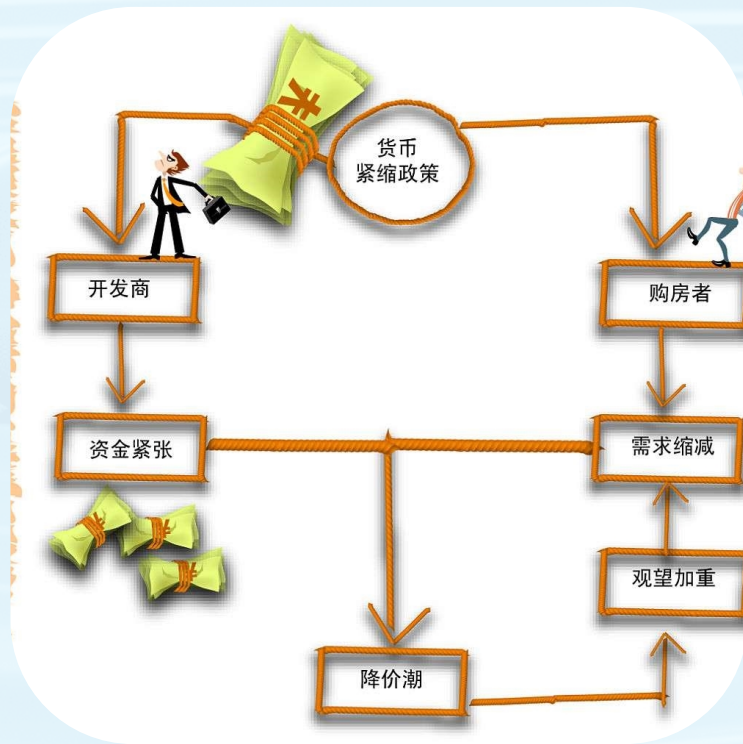 货币
紧缩政策
开发商
购房者
资金紧张
需求缩减
观望加重
降价潮